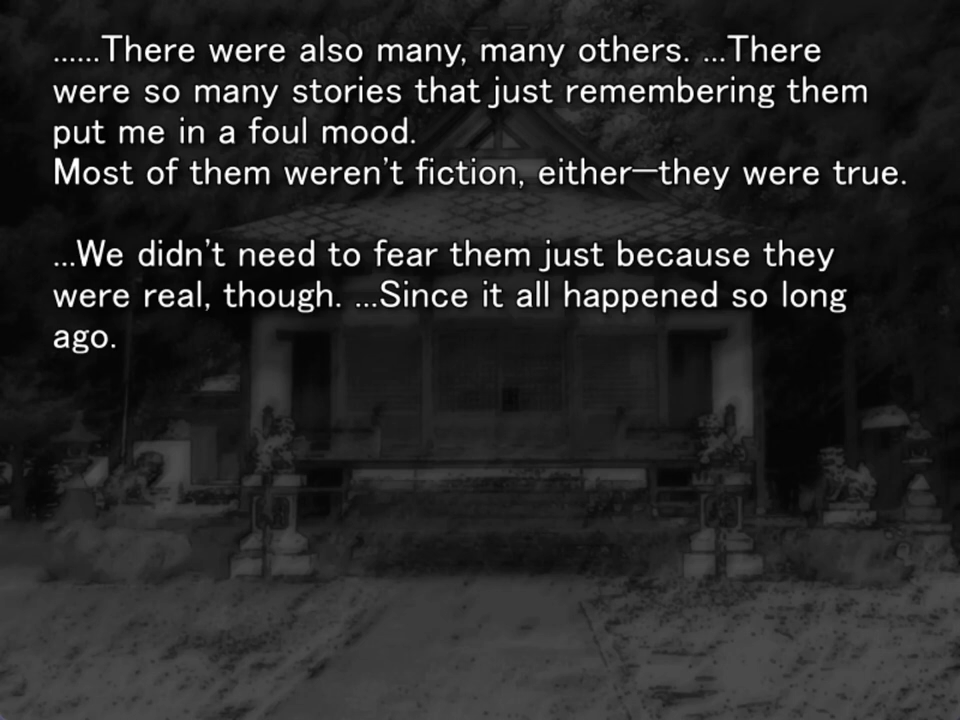 ......There were also many, many others. ...There
were so many stories that just remembering them
put me in a foul mood.
Most of them weren't fiction, either—they were true.
...We didn't need to fear them just because they
were real, though. ...Since it all happened so long
ago.